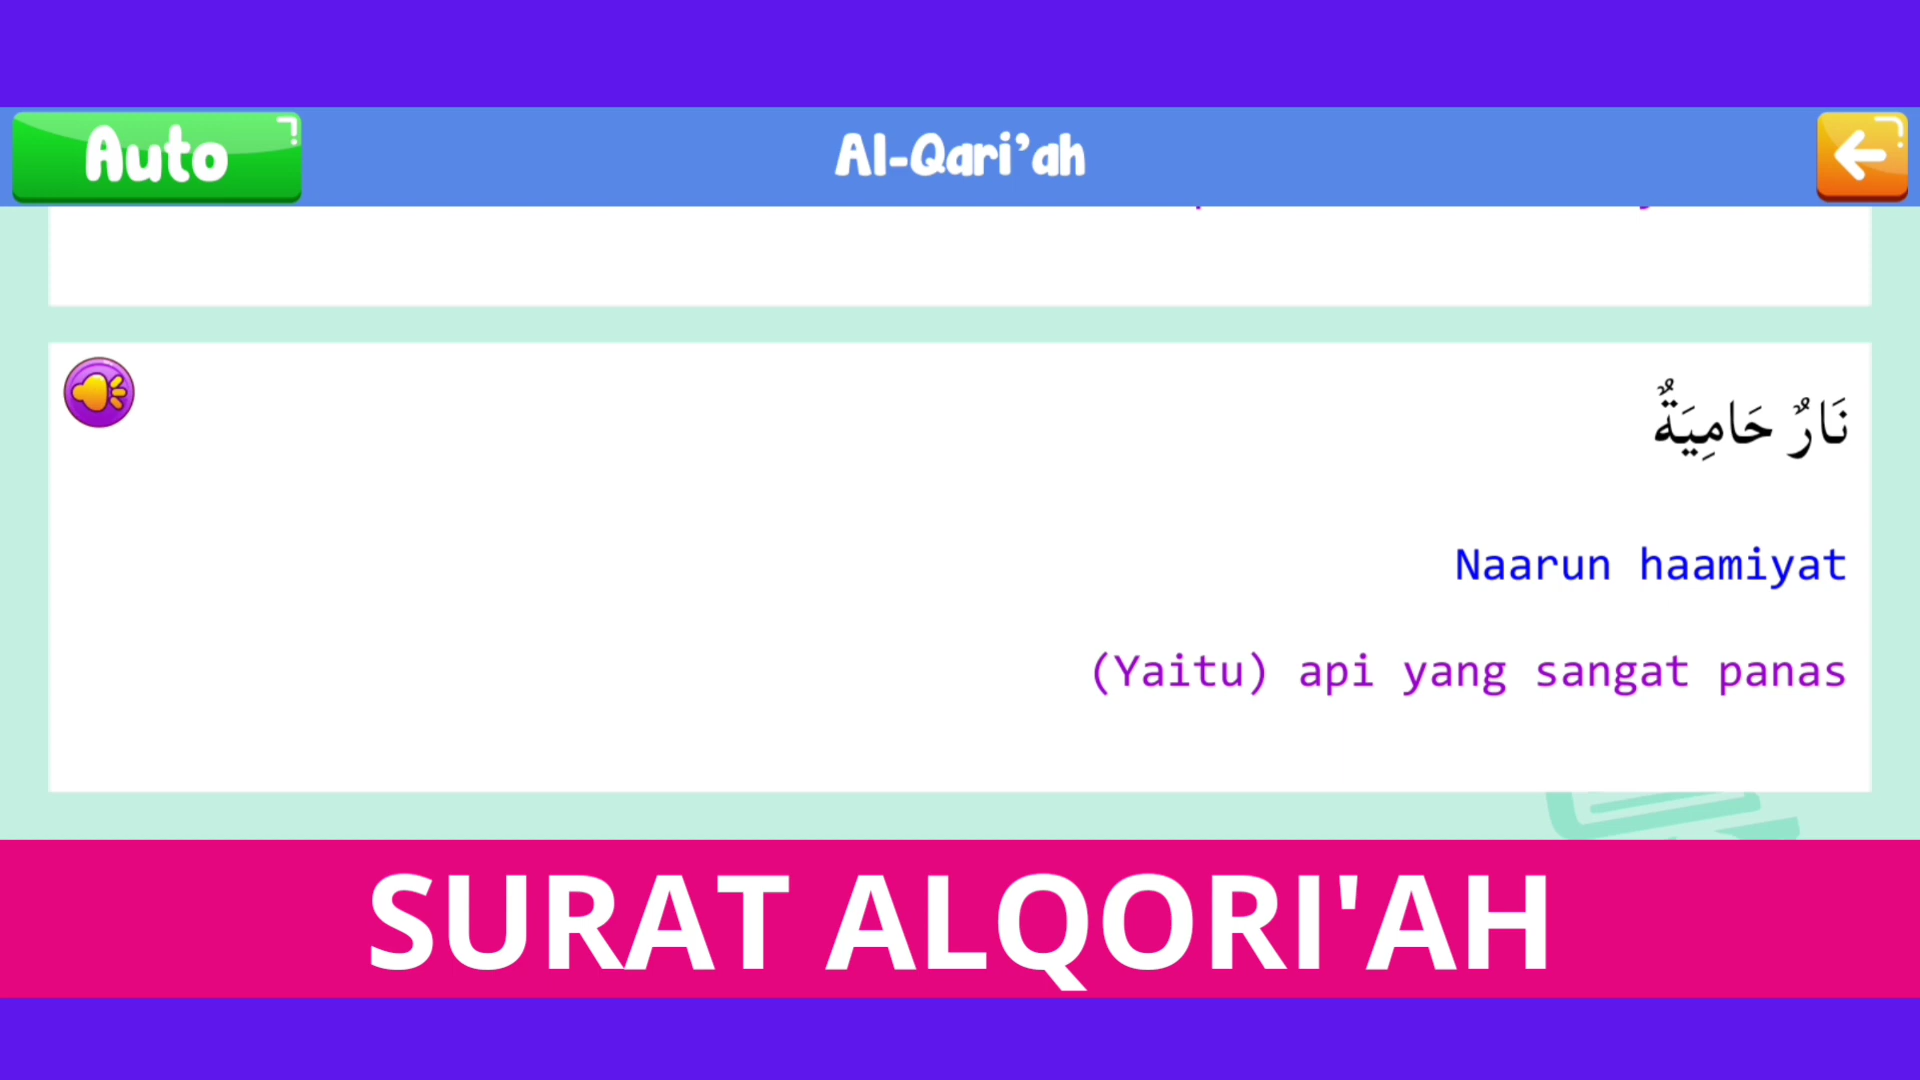 Auto
Al-Qari'ah
نَارٌ حَامِيَةٌ
Naarun haamiyat
(Yaitu) api yang sangat panas
SURAT ALQORI'AH